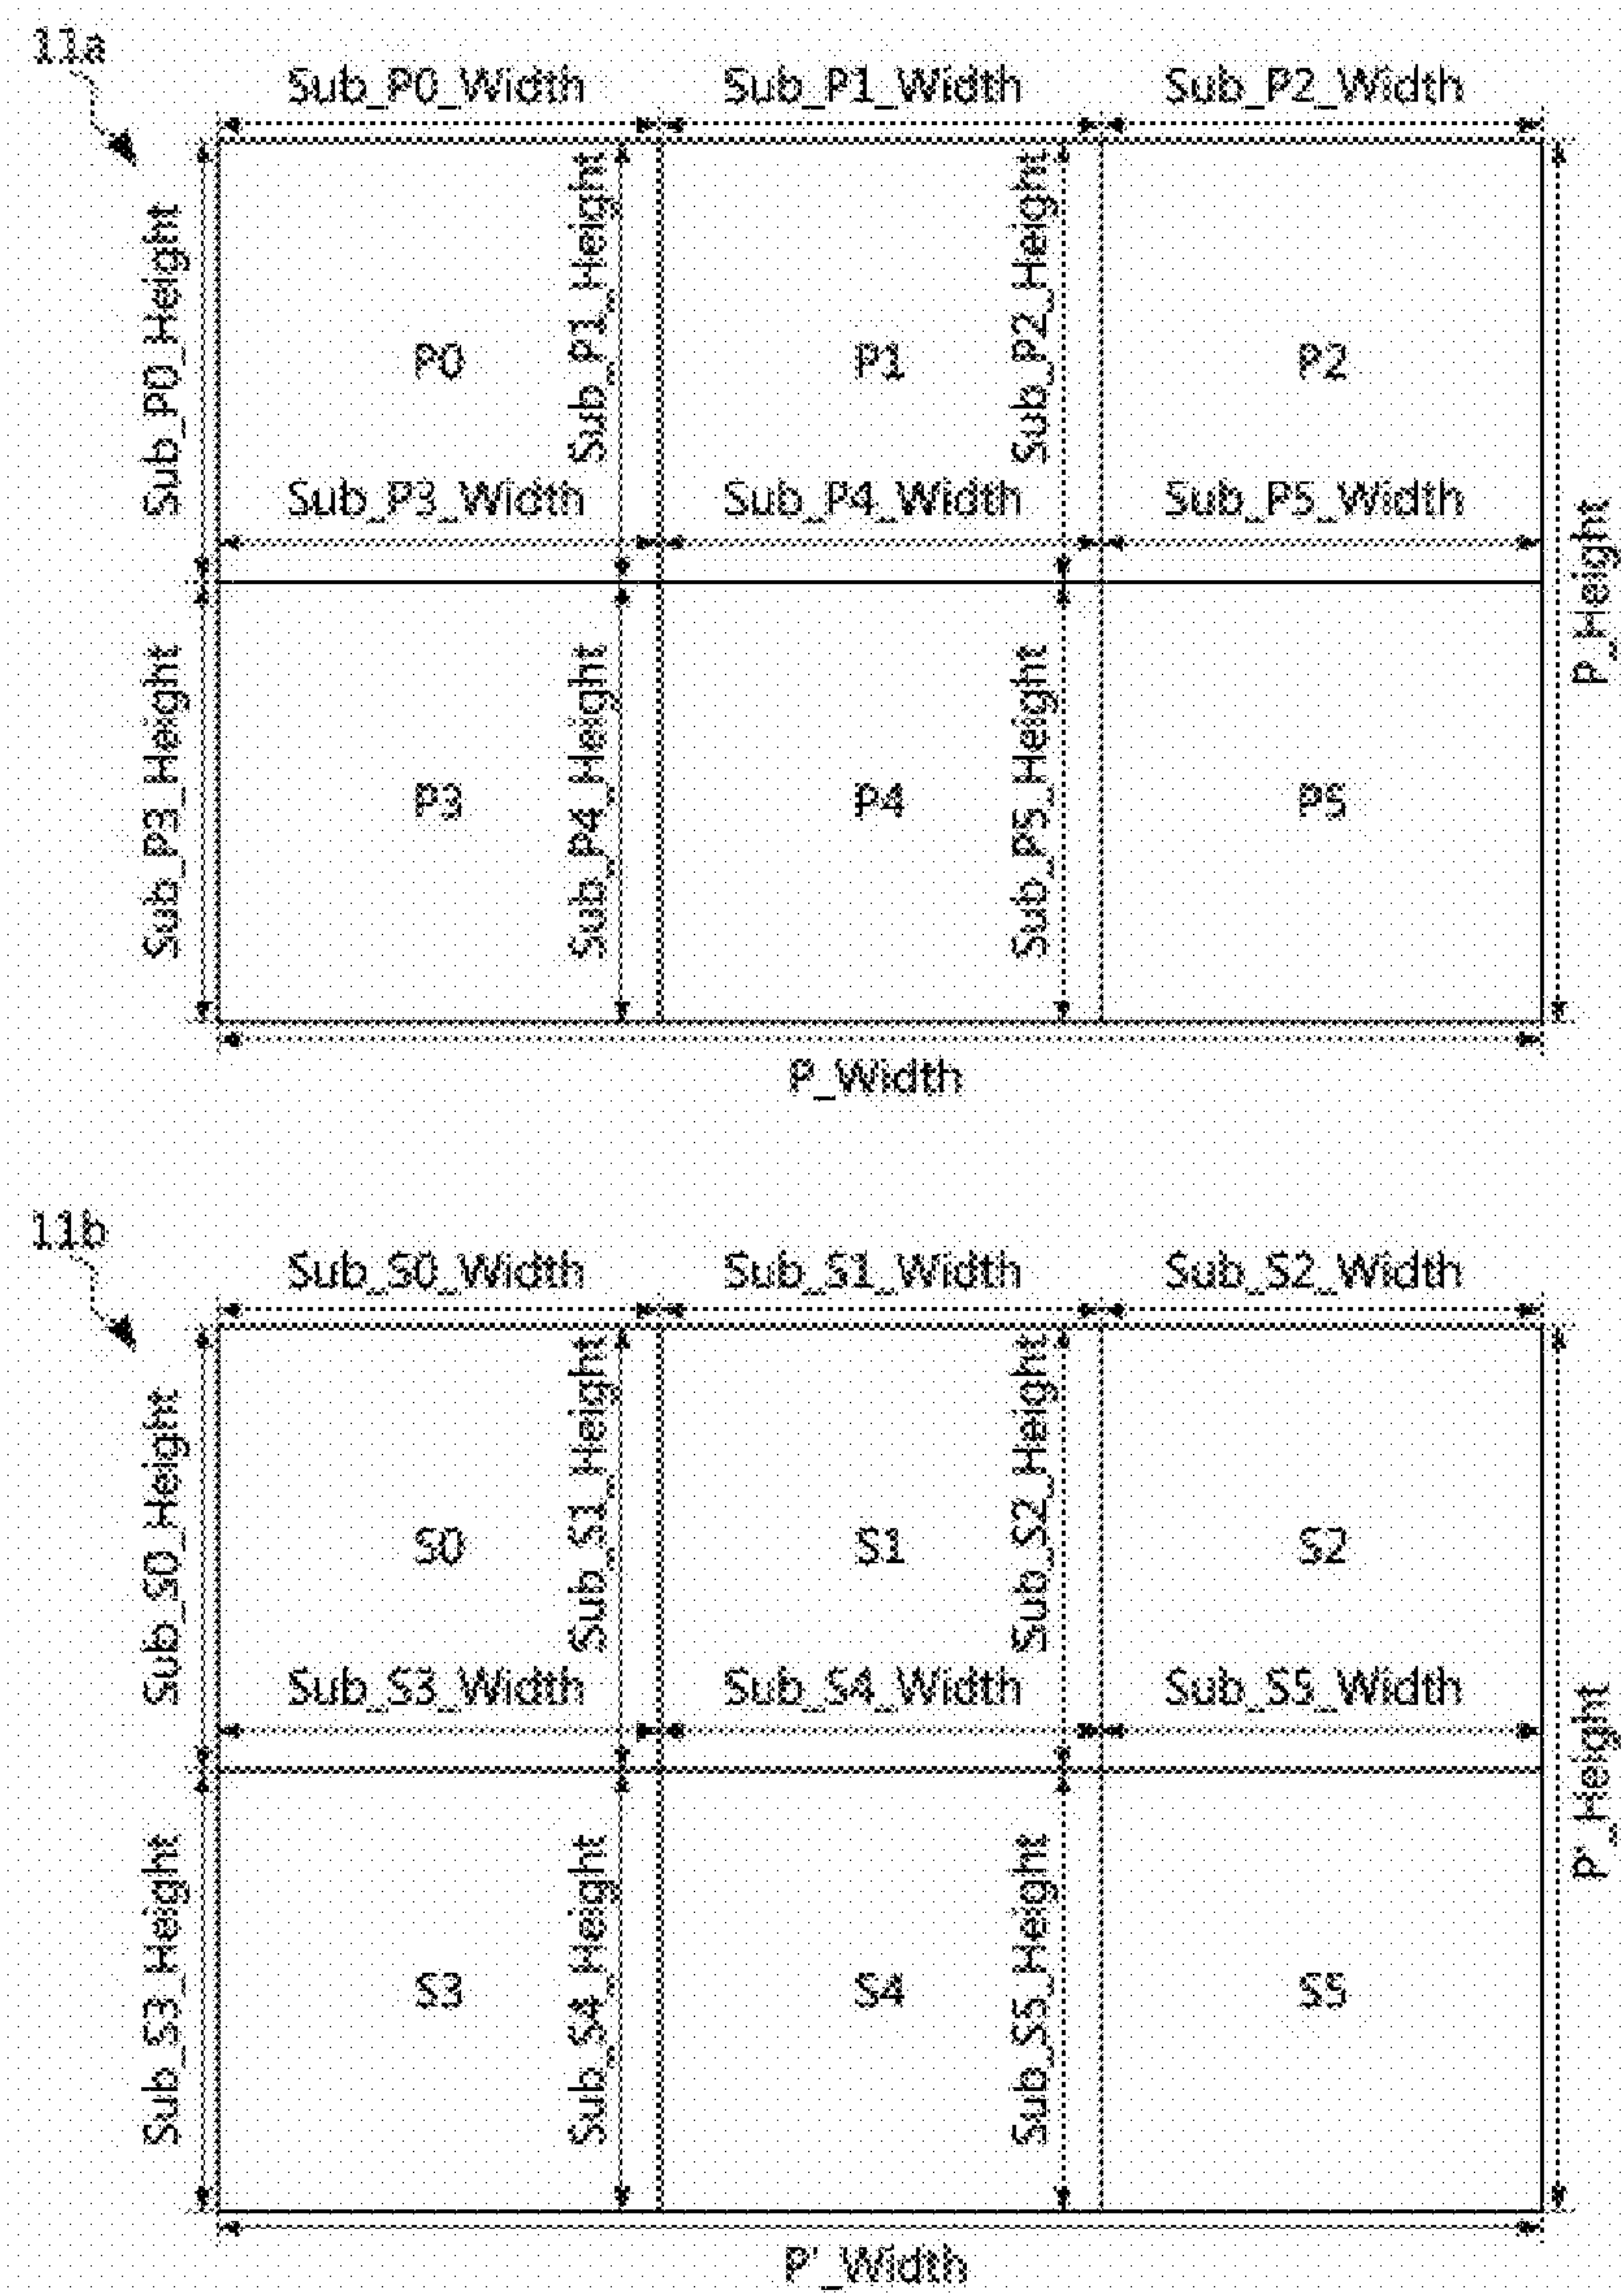 11a
Sub_P0_Width Sub_P1_Width Sub_P2_Width
Sub_P0_Height Sub_P1_Height Sub_P2_Height
P0 P1 P2
Sub_P3_Width Sub_P4_Width Sub_P5_Width
P_Height
Sub_P3_Height Sub_P4_Height Sub_P5_Height
P3 P4 P5
P_Width
11b
Sub_S0_Width Sub_S1_Width Sub_S2_Width
Sub_S0_Height Sub_S1_Height Sub_S2_Height
S0 S1 S2
Sub_S3_Width Sub_S4_Width Sub_S5_Width
P'_Height
Sub_S3_Height Sub_S4_Height Sub_S5_Height
S3 S4 S5
P'_Width